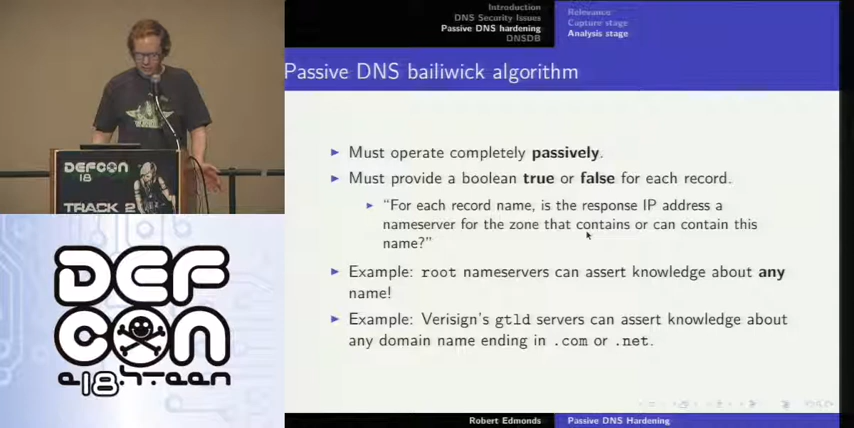 Introduction
DNS Security Issues
Passive DNS hardening
DNSDB
Relevance
Capture stage
Analysis stage
Passive DNS bailiwick algorithm
Must operate completely passively.
Must provide a boolean true or false for each record.
“For each record name, is the response IP address a
nameserver for the zone that contains or can contain this
name?”
Example: root nameservers can assert knowledge about any
name!
Example: Verisign's gtld servers can assert knowledge about
any domain name ending in .com or .net.
Robert Edmonds
Passive DNS Hardening
DEFCON
18
TRACK 2
DEF
CON
e18hteen